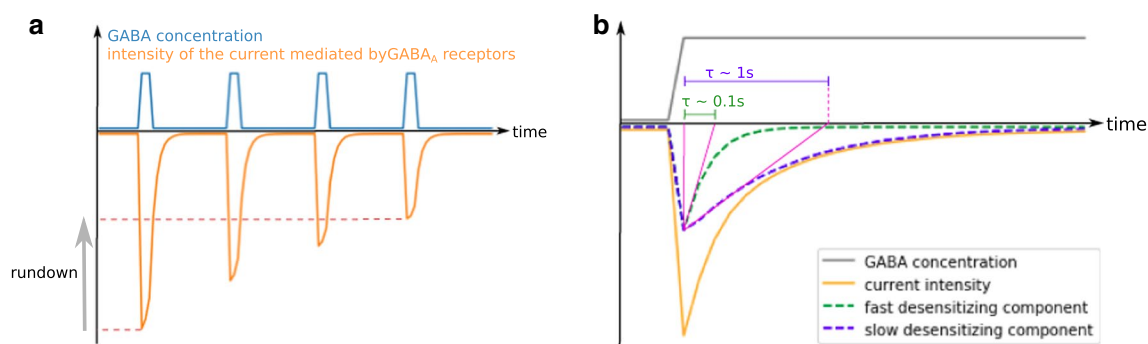 a
GABA concentration
intensity of the current mediated byGABAA receptors
time
rundown
b
τ ~ 1s
τ ~ 0.1s
time
GABA concentration
current intensity
fast desensitizing component
slow desensitizing component